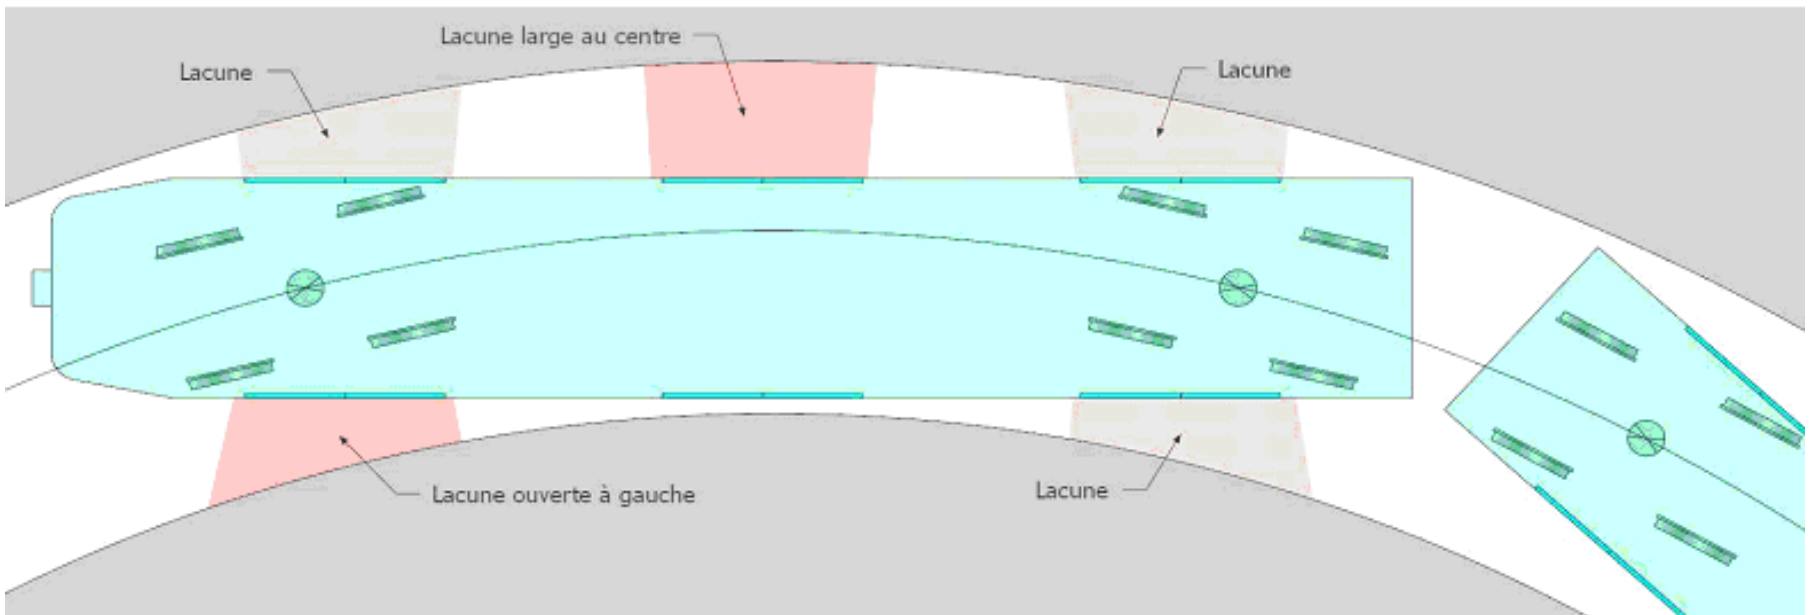 Lacune large au centre
Lacune
Lacune
Lacune ouverte à gauche
Lacune